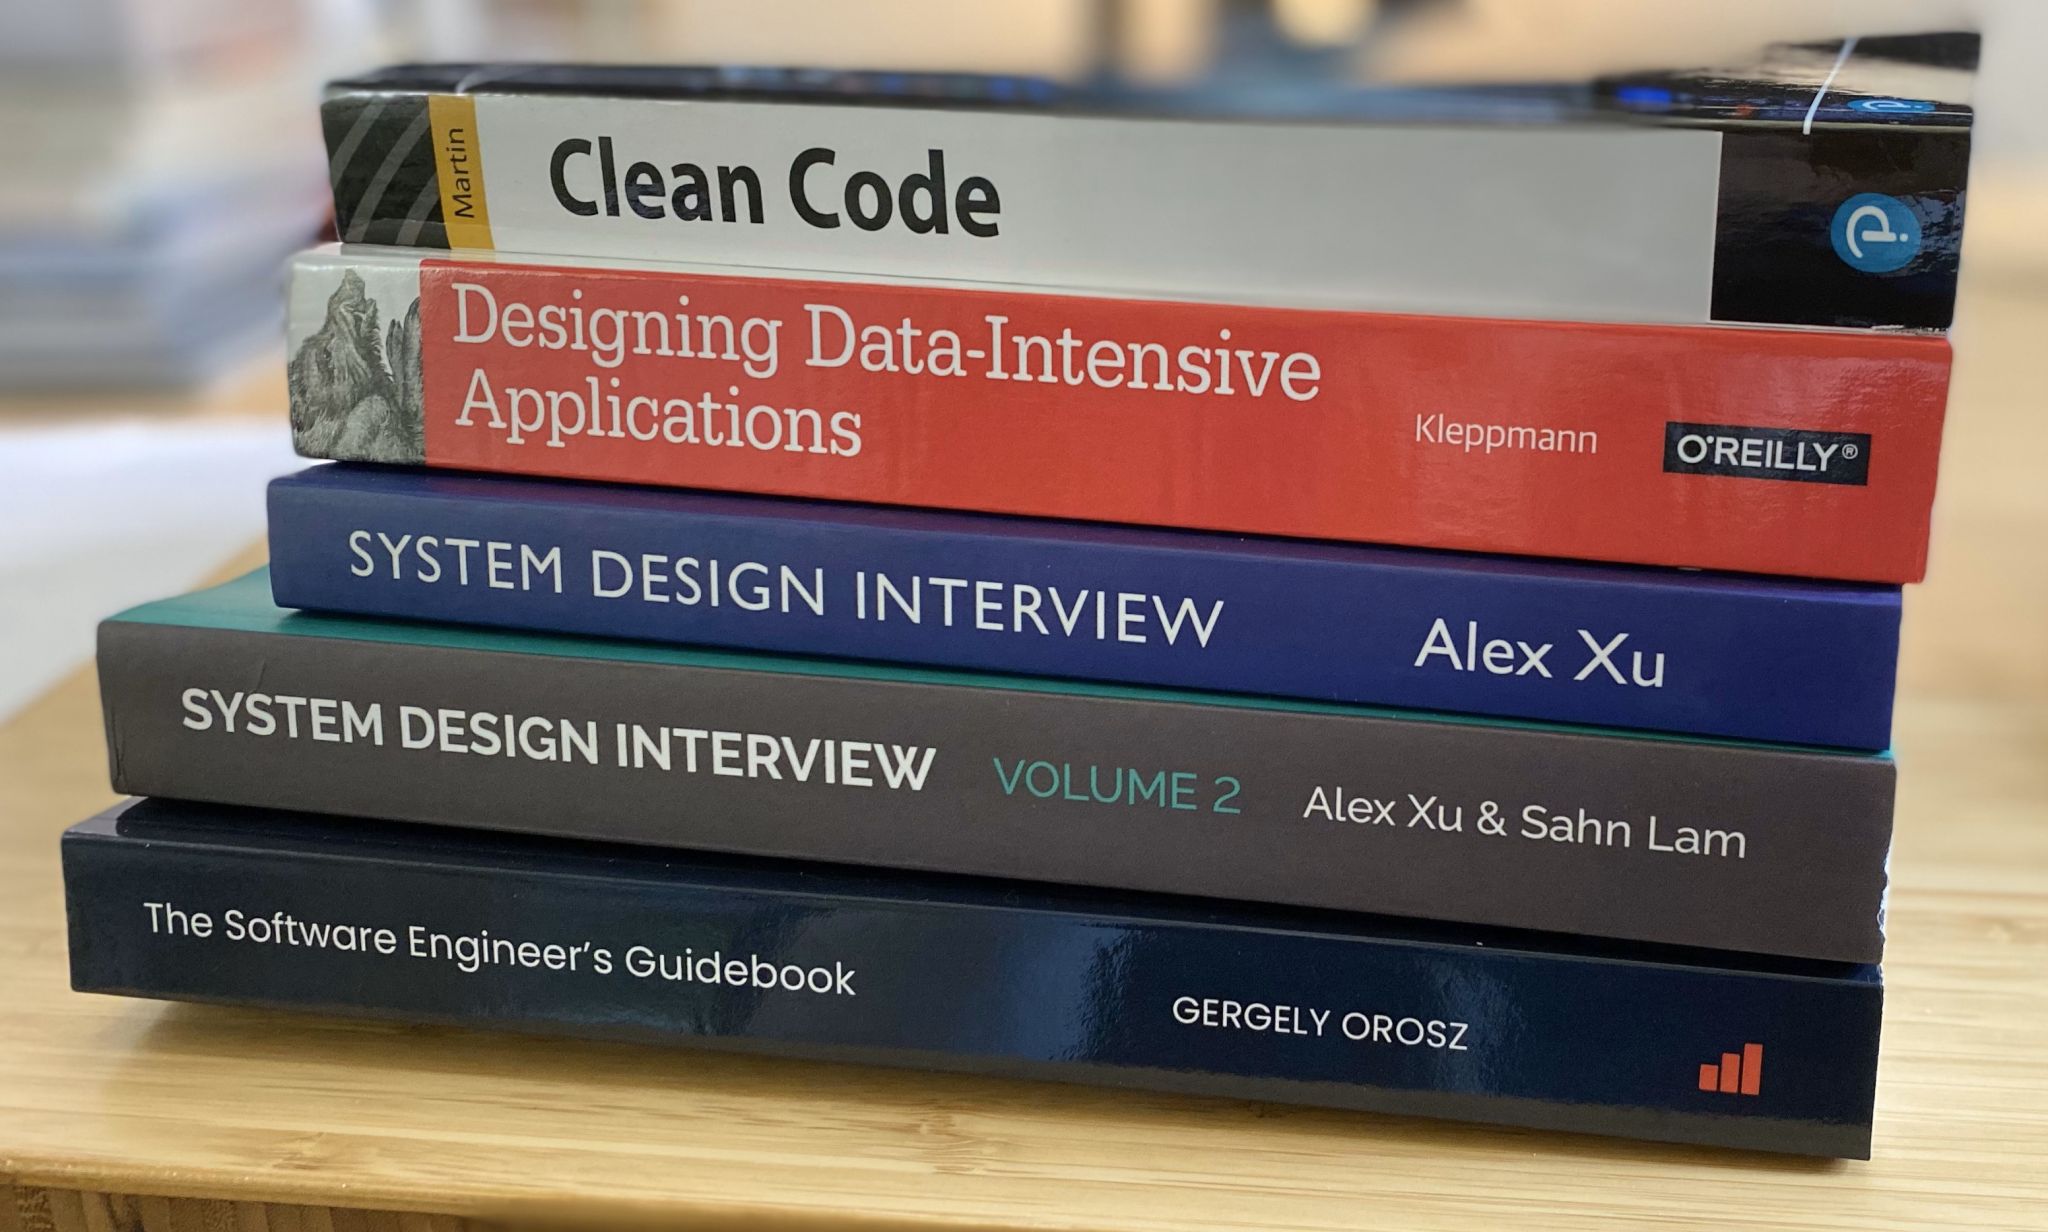 Martin
Clean Code
Designing Data-Intensive
Applications
Kleppmann
O'REILLY®
SYSTEM DESIGN INTERVIEW
Alex Xu
SYSTEM DESIGN INTERVIEW VOLUME 2 Alex Xu & Sahn Lam
The Software Engineer's Guidebook
GERGELY OROSZ